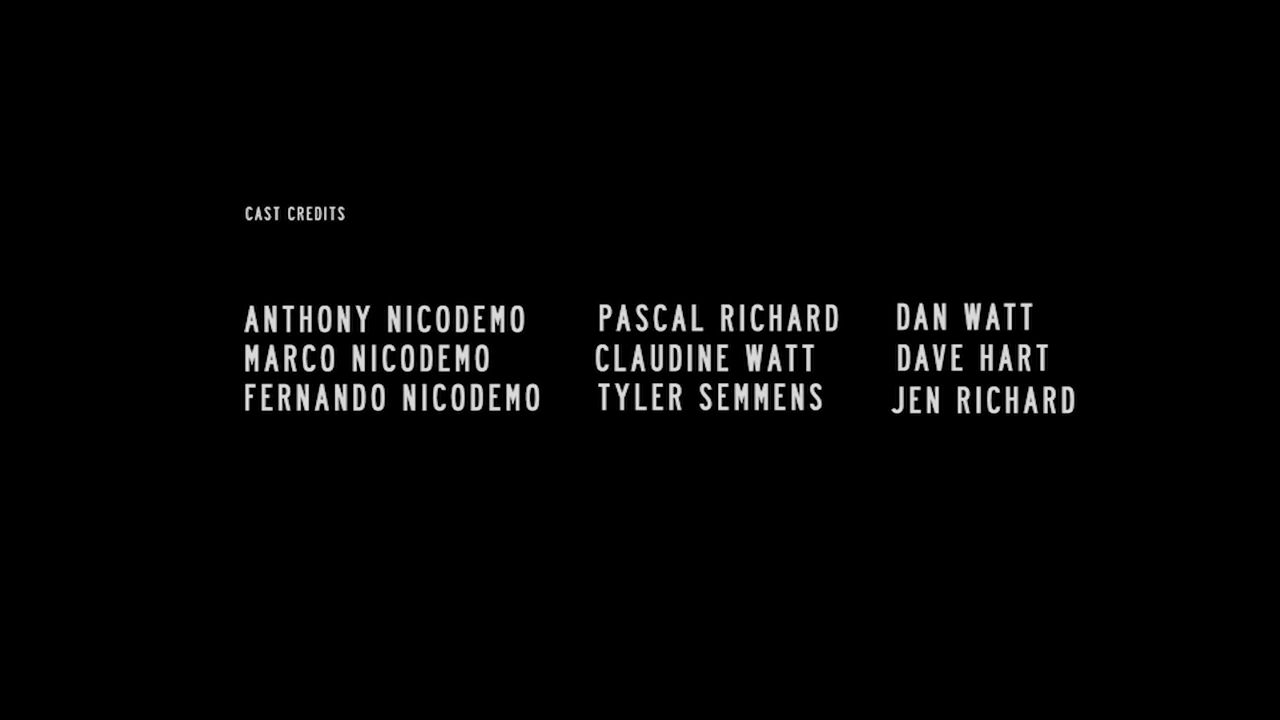 CAST CREDITS
ANTHONY NICODEMO
MARCO NICODEMO
FERNANDO NICODEMO
PASCAL RICHARD
CLAUDINE WATT
TYLER SEMMENS
DAN WATT
DAVE HART
JEN RICHARD